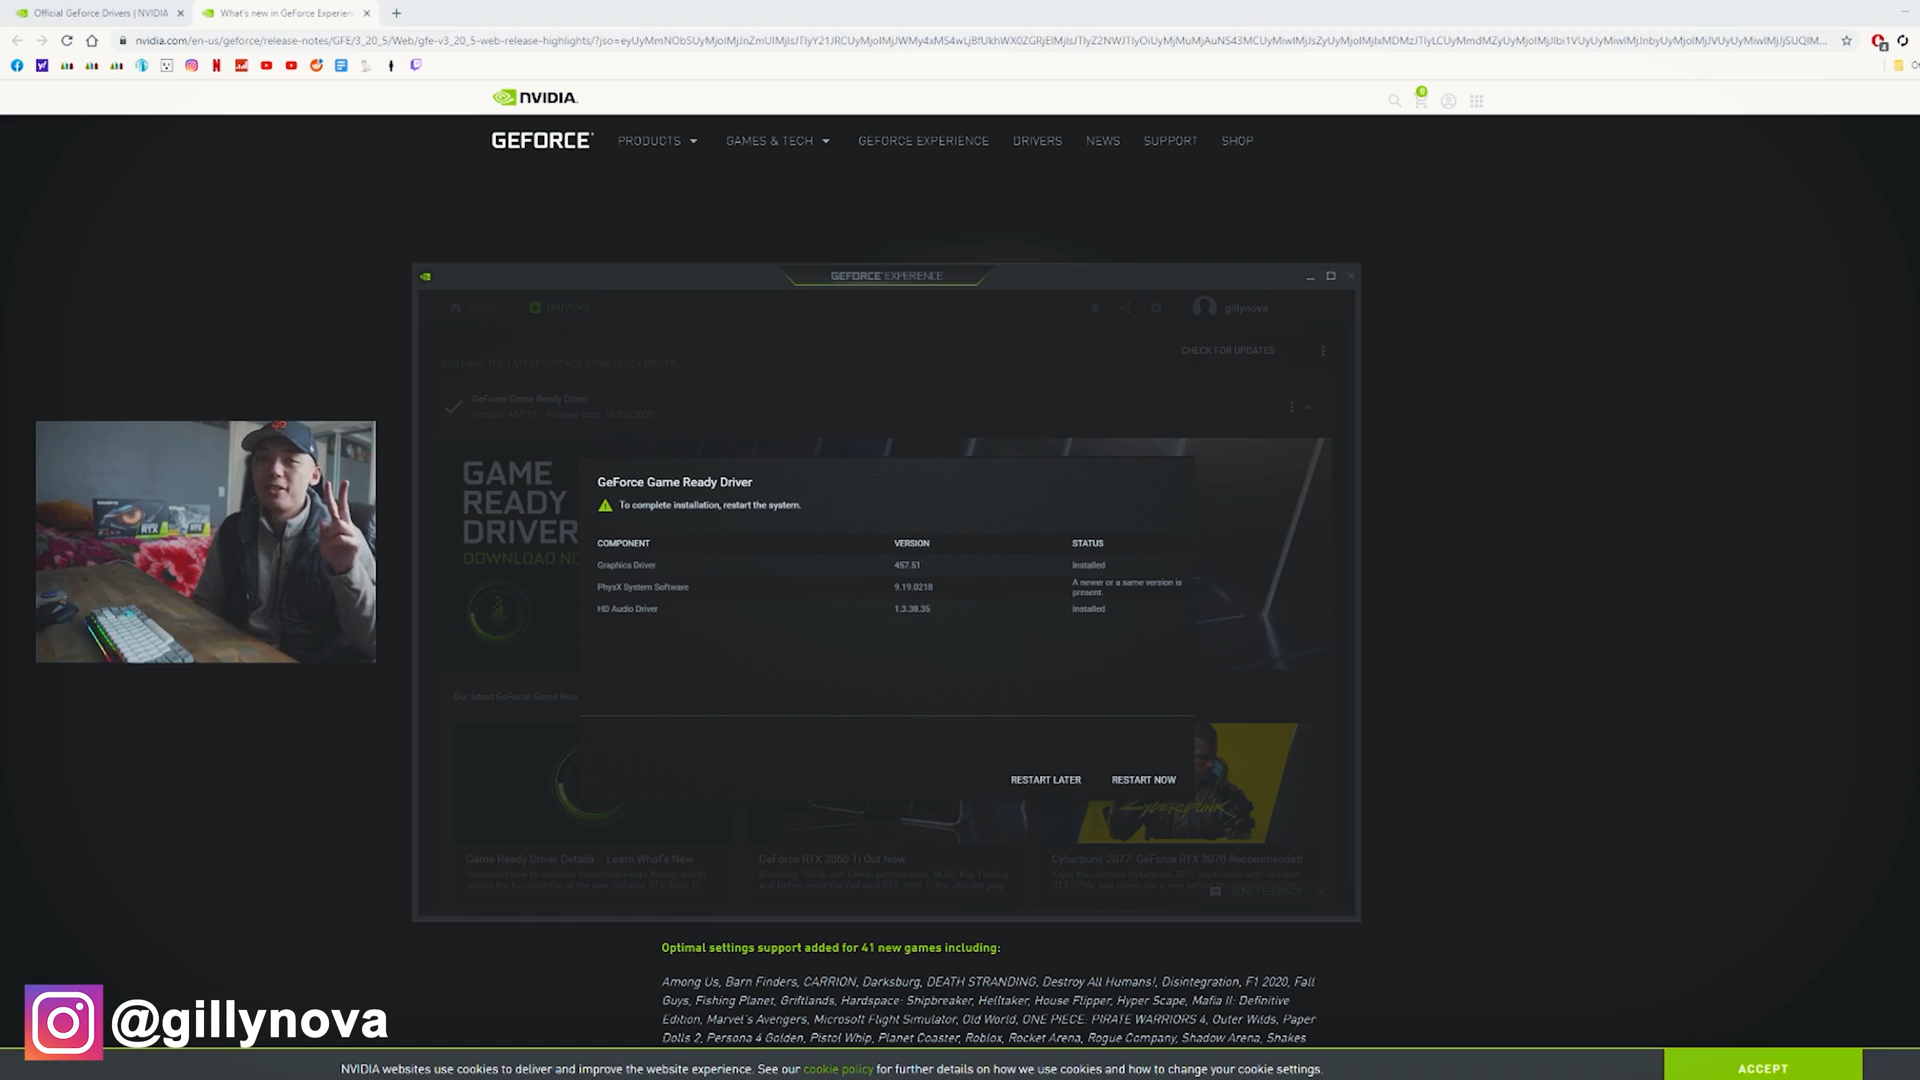 Official GeForce Drivers | NVIDIA
What's new in GeForce Experienc
nvidia.com/en-us/geforce/release-notes/GFE/3_20_5/Web/gfe-v3_20_5-web-release-highlights/
NVIDIA.
0
GEFORCE
PRODUCTS
GAMES & TECH
GEFORCE EXPERIENCE
DRIVERS
NEWS
SUPPORT
SHOP
GEFORCE EXPERIENCE
HOME
DRIVERS
gillynova
YOU HAVE THE LATEST GEFORCE GAME READY DRIVER.
CHECK FOR UPDATES
GeForce Game Ready Driver
Version: 457.51 Release date: 12/02/2020
GAME
READY
DRIVER
DOWNLOAD NO
GeForce Game Ready Driver
To complete installation, restart the system.
COMPONENT VERSION STATUS
Graphics Driver 457.51 Installed
PhysX System Software 9.19.0218 A newer or a same version is
present.
HD Audio Driver 1.3.38.35 Installed
Our latest GeForce Game Read
RESTART LATER
RESTART NOW
CYBERPUNK
Game Ready Driver Details - Learn What's New
GeForce RTX 3060 Ti Out Now
Cyberpunk 2077: GeForce RTX 3070 Recommended
SEND FEEDBACK
Optimal settings support added for 41 new games including:
Among Us, Barn Finders, CARRION, Darksburg, DEATH STRANDING, Destroy All Humans!, Disintegration, F1 2020, Fall
Guys, Fishing Planet, Griftlands, Hardspace: Shipbreaker, Helltaker, House Flipper, Hyper Scape, Mafia II: Definitive
Edition, Marvel's Avengers, Microsoft Flight Simulator, Old World, ONE PIECE: PIRATE WARRIORS 4, Outer Wilds, Paper
Dolls 2, Persona 4 Golden, Pistol Whip, Planet Coaster, Roblox, Rocket Arena, Rogue Company, Shadow Arena, Shakes
@gillynova
NVIDIA websites use cookies to deliver and improve the website experience. See our cookie policy for further details on how we use cookies and how to change your cookie settings.
ACCEPT